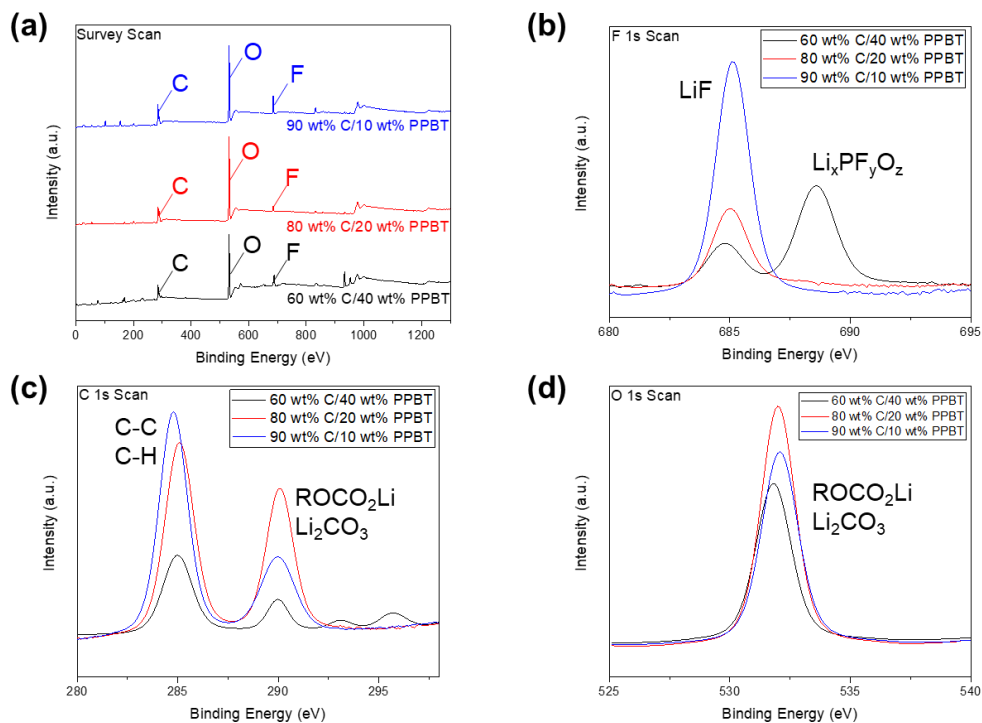 (a)
Survey Scan
C
O
F
90 wt% C/10 wt% PPBT
C
O
F
80 wt% C/20 wt% PPBT
C
O
F
60 wt% C/40 wt% PPBT
Intensity (a.u.)
0 200 400 600 800 1000 1200
Binding Energy (eV)
(b)
F 1s Scan
60 wt% C/40 wt% PPBT
80 wt% C/20 wt% PPBT
90 wt% C/10 wt% PPBT
LiF
LiₓPFyOz
Intensity (a.u.)
680 685 690 695
Binding Energy (eV)
(c)
C 1s Scan
60 wt% C/40 wt% PPBT
80 wt% C/20 wt% PPBT
90 wt% C/10 wt% PPBT
C-C
C-H
ROCO₂Li
Li₂CO₃
Intensity (a.u.)
280 285 290 295
Binding Energy (eV)
(d)
O 1s Scan
60 wt% C/40 wt% PPBT
80 wt% C/20 wt% PPBT
90 wt% C/10 wt% PPBT
ROCO₂Li
Li₂CO₃
Intensity (a.u.)
525 530 535 540
Binding Energy (eV)